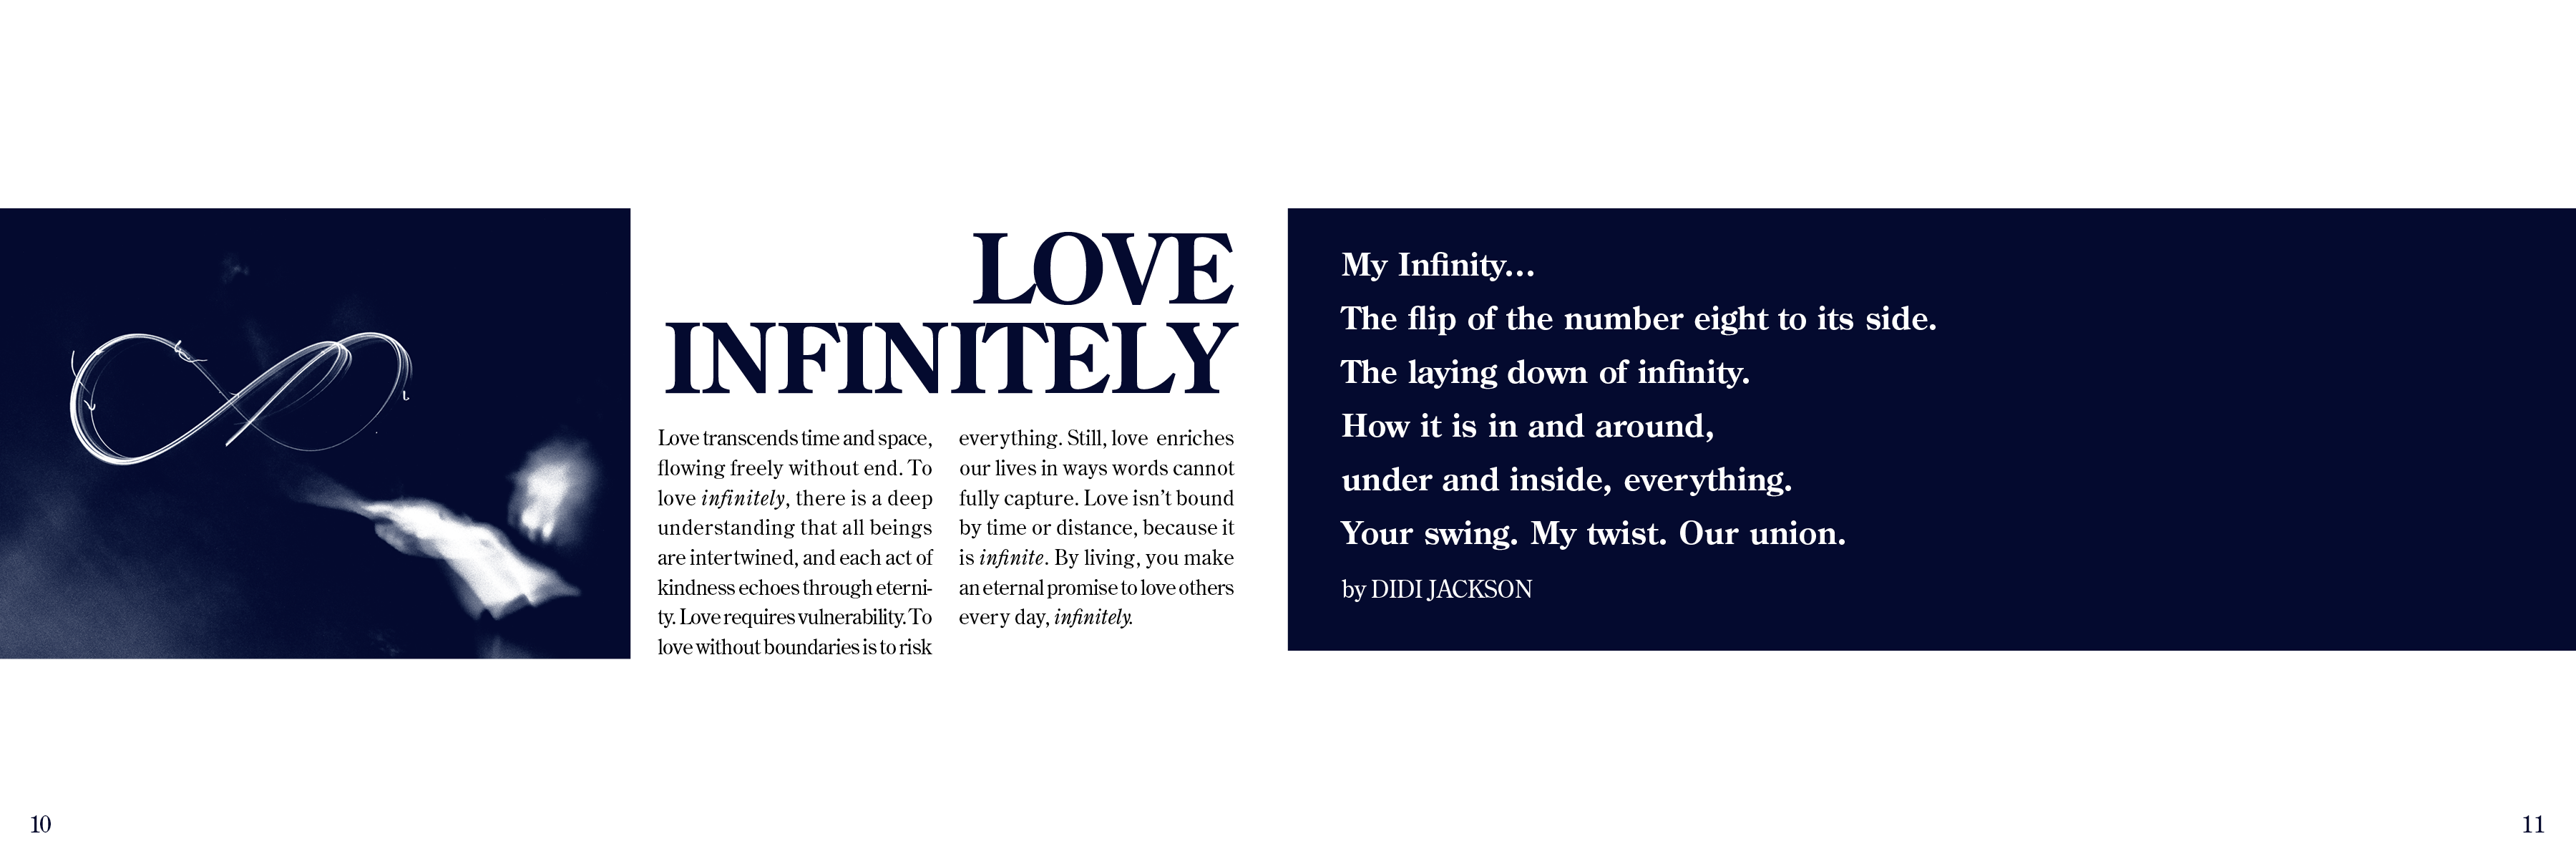 LOVE
INFINITELY
Love transcends time and space,
flowing freely without end. To
love infinitely, there is a deep
understanding that all beings
are intertwined, and each act of
kindness echoes through eterni-
ty. Love requires vulnerability. To
love without boundaries is to risk
everything. Still, love enriches
our lives in ways words cannot
fully capture. Love isn’t bound
by time or distance, because it
is infinite. By living, you make
an eternal promise to love others
every day, infinitely.
10
My Infinity...
The flip of the number eight to its side.
The laying down of infinity.
How it is in and around,
under and inside, everything.
Your swing. My twist. Our union.
by DIDI JACKSON
11